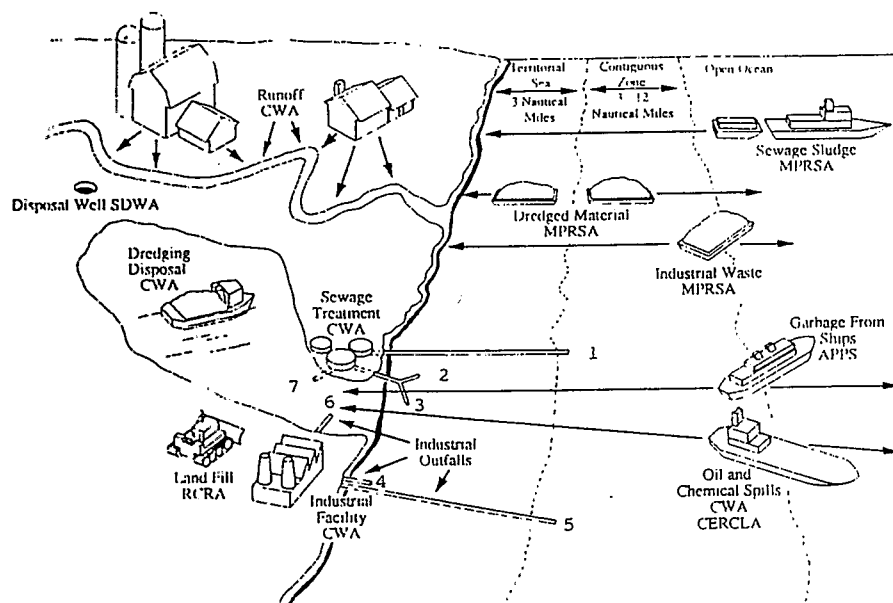 Territorial
Sea
3 Nautical
Miles
Contiguous
Zone
3 12
Nautical Miles
Open Ocean
Runoff
CWA
Sewage Sludge
MPRSA
Disposal Well SDWA
Dredged Material
MPRSA
Dredging
Disposal
CWA
Industrial Waste
MPRSA
Sewage
Treatment
CWA
Garbage From
Ships
APPS
1
2
7
3
6
Industrial
Outfalls
Land Fill
RCRA
4
Industrial
Facility
CWA
5
Oil and
Chemical Spills
CWA
CERCLA